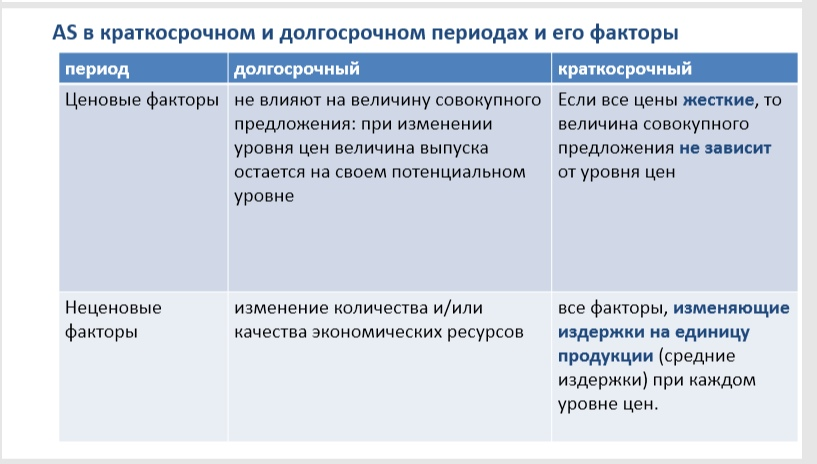 AS в краткосрочном и долгосрочном периодах и его факторы
период
долгосрочный
краткосрочный
Ценовые факторы
не влияют на величину совокупного
предложения: при изменении
уровня цен величина выпуска
остается на своем потенциальном
уровне
Если все цены жесткие, то
величина совокупного
предложения не зависит
от уровня цен
Неценовые
факторы
изменение количества и/или
качества экономических ресурсов
все факторы, изменяющие
издержки на единицу
продукции (средние
издержки) при каждом
уровне цен.